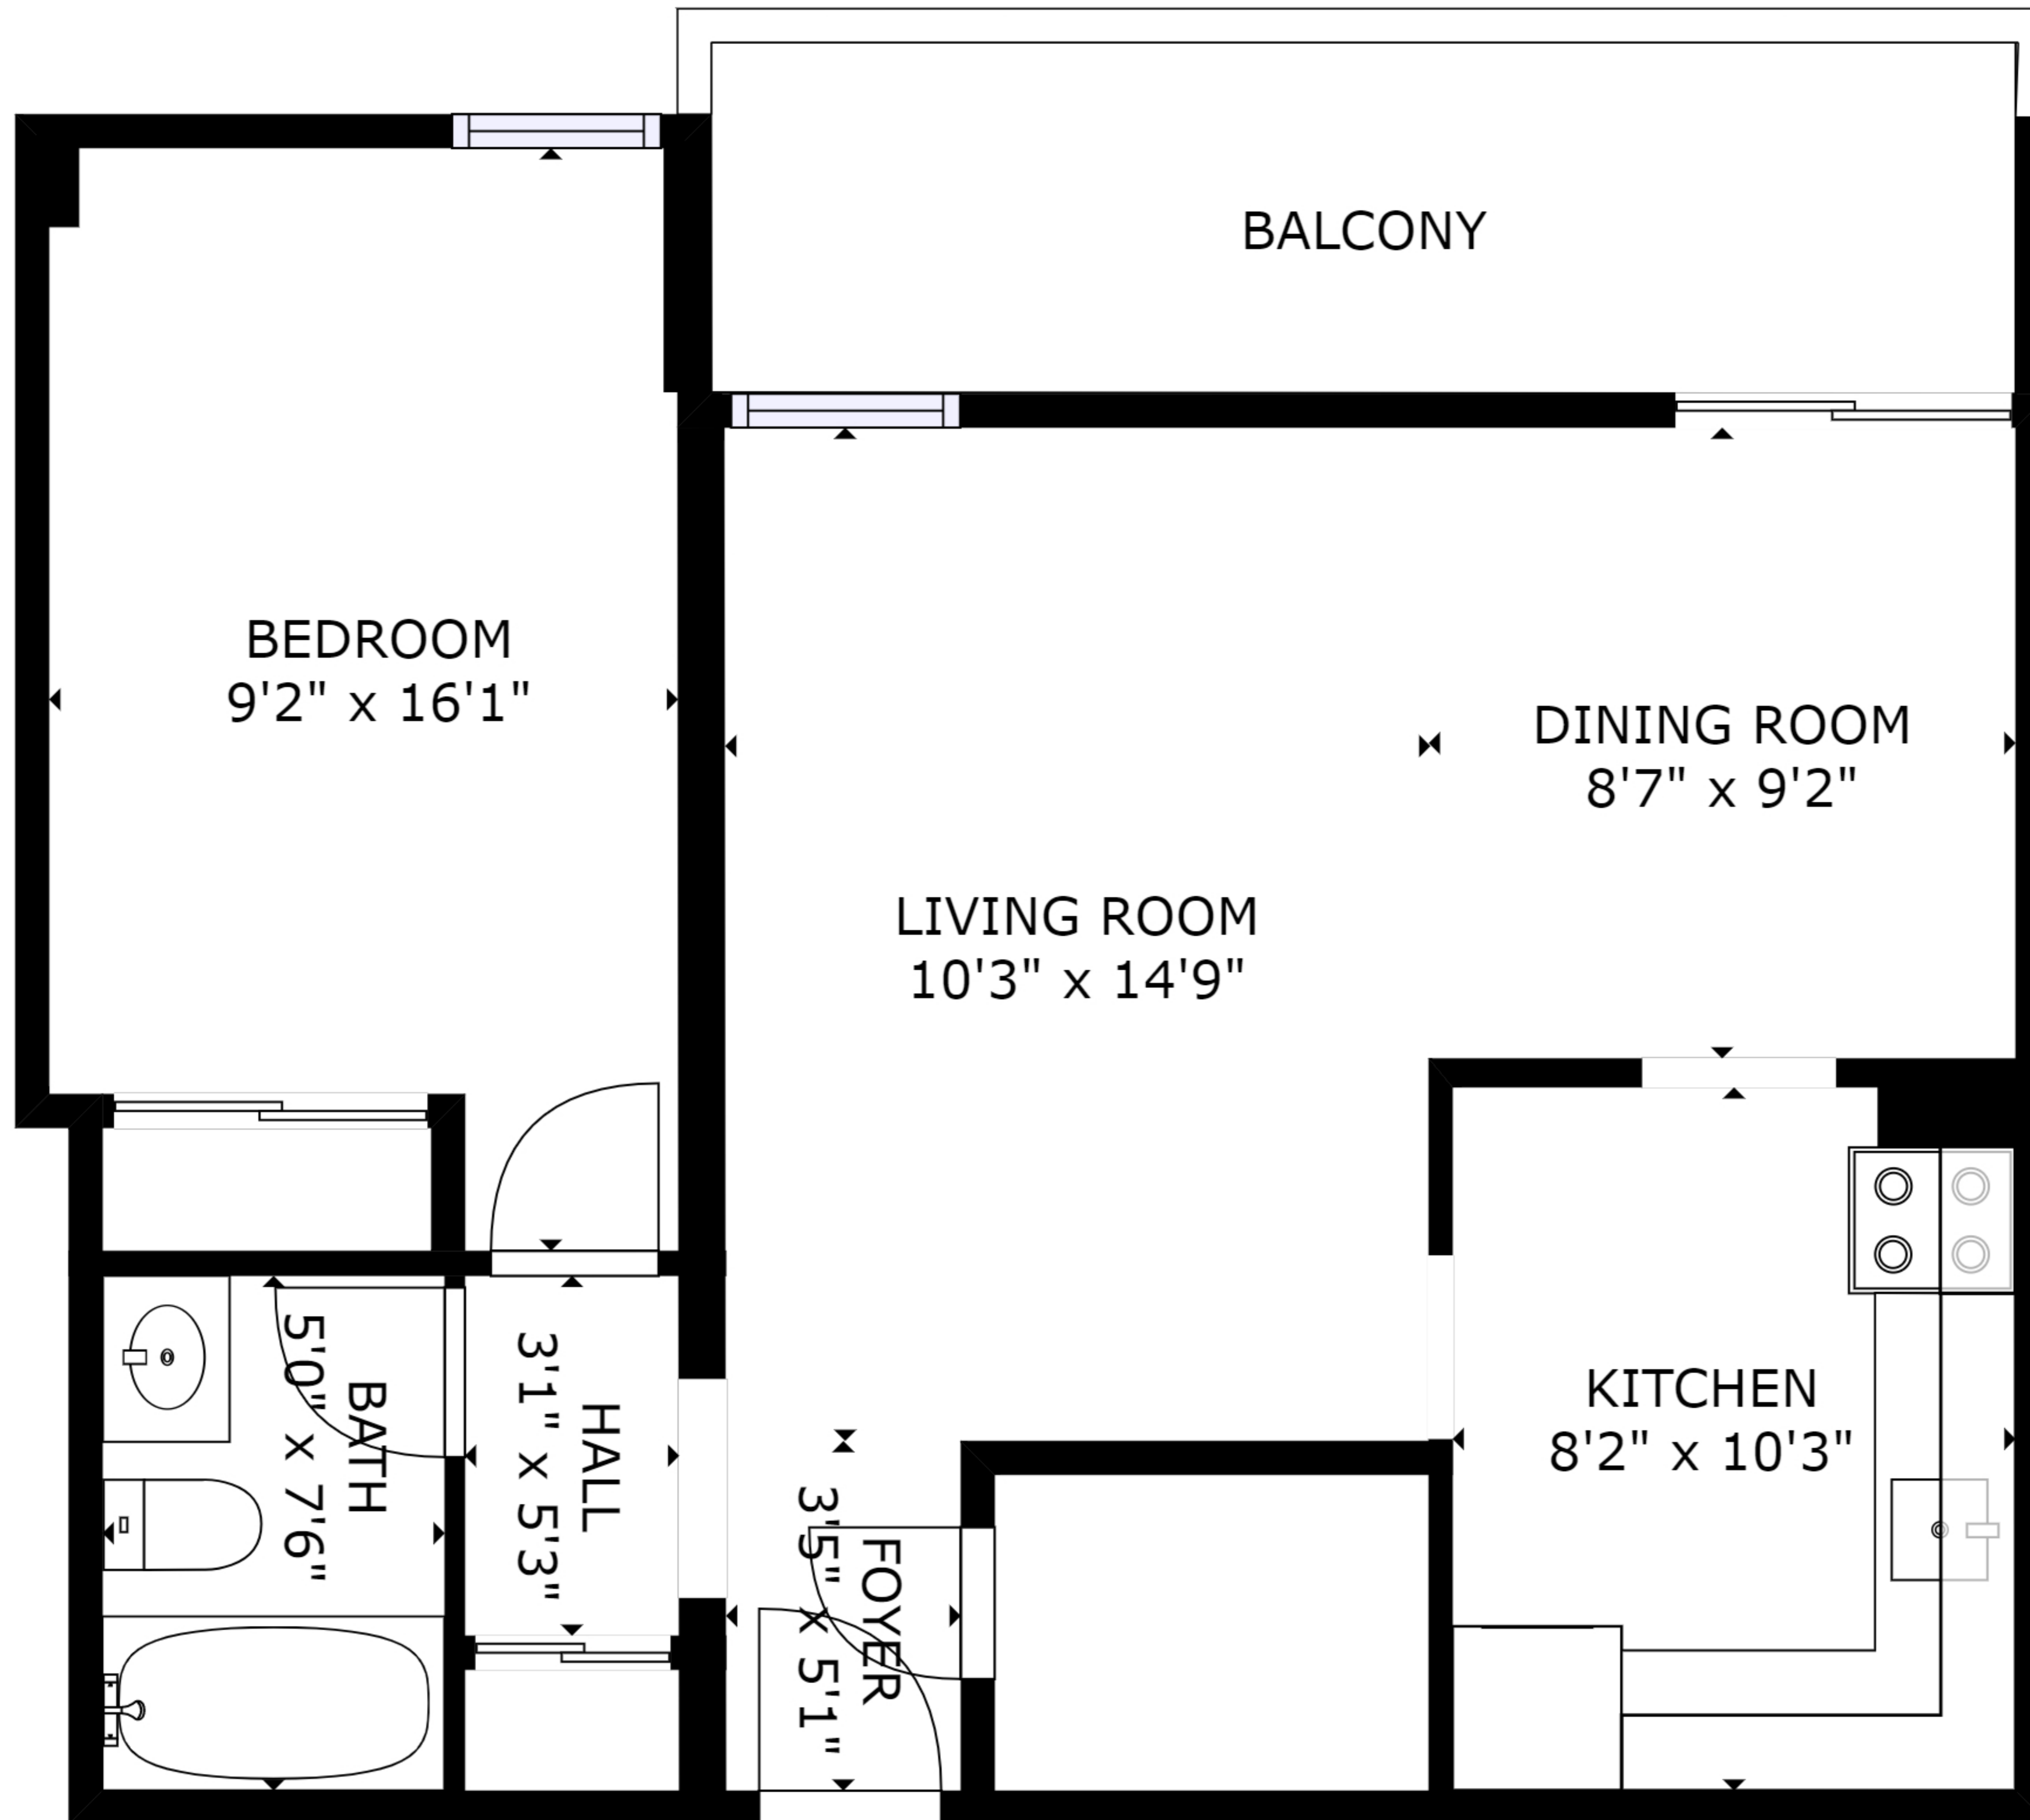 BALCONY
BEDROOM
9'2" x 16'1"
DINING ROOM
8'7" x 9'2"
LIVING ROOM
10'3" x 14'9"
KITCHEN
8'2" x 10'3"
BATH
5'0" x 7'6"
HALL
3'1" x 5'3"
FOYER
3'5" x 5'1"